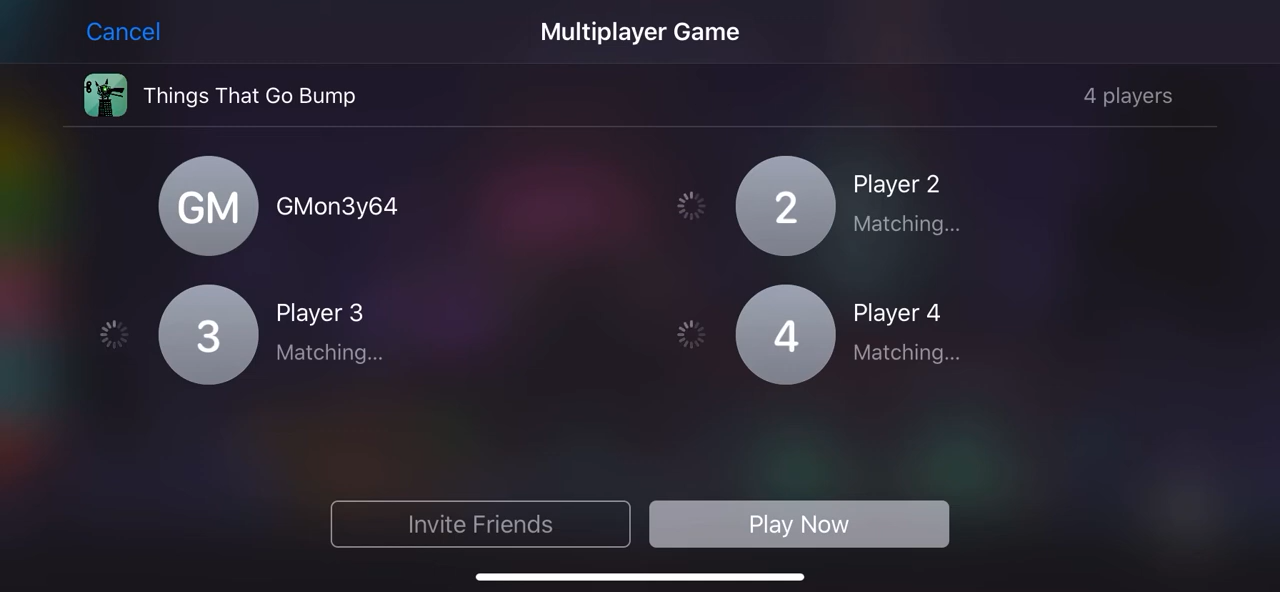 Cancel
Multiplayer Game
Things That Go Bump
4 players
GM
GMon3y64
2
Player 2
Matching...
3
Player 3
Matching...
4
Player 4
Matching...
Invite Friends
Play Now